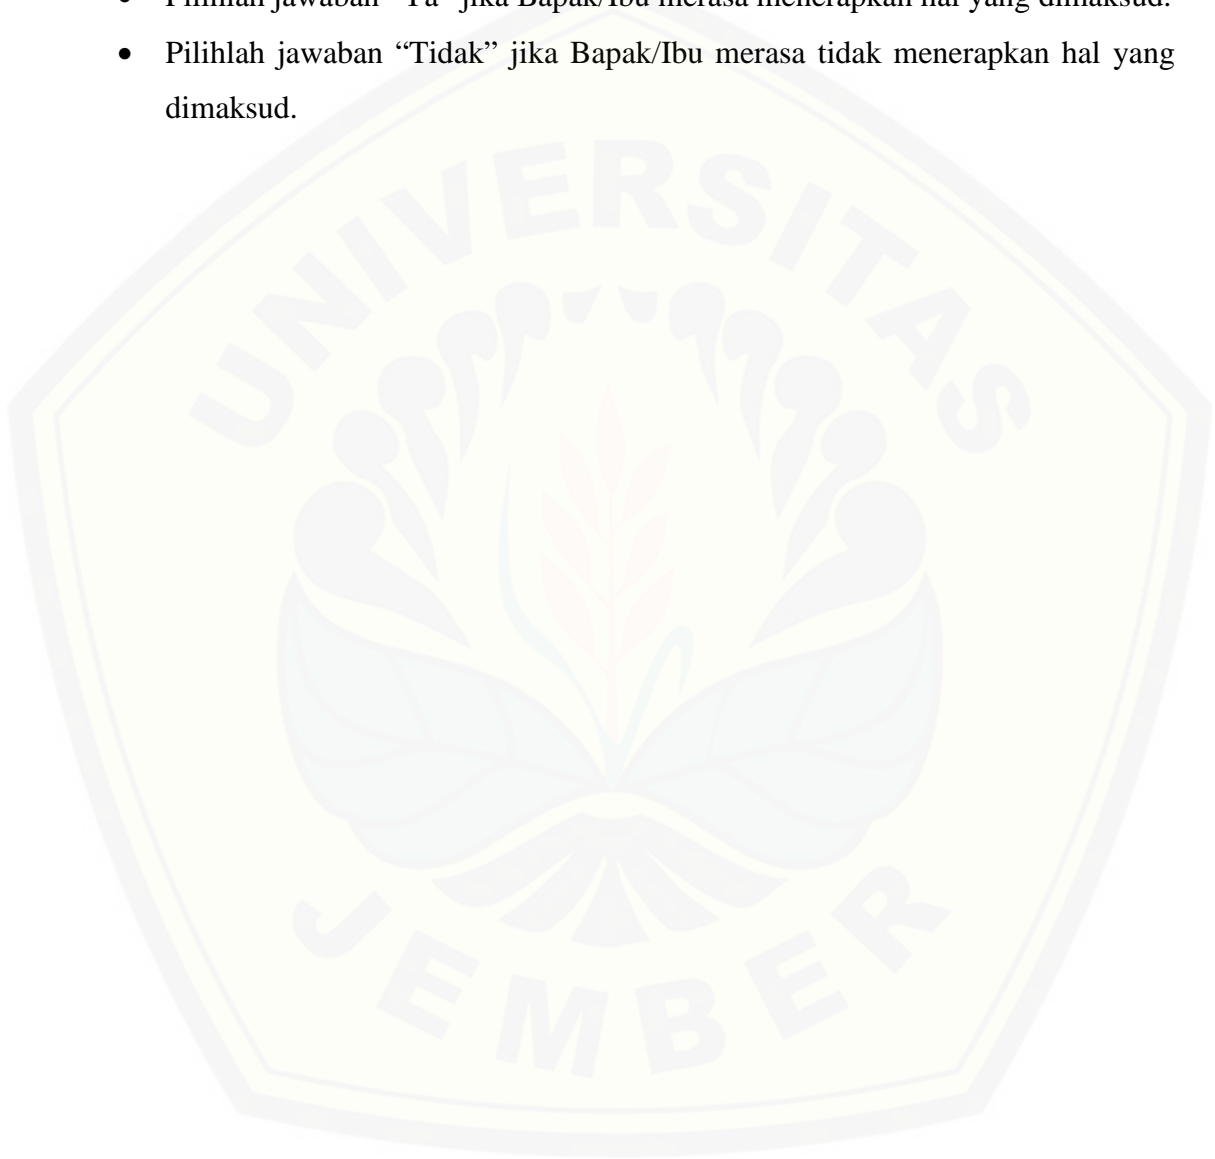 Pilihlah jawaban “Ya” jika Bapak/Ibu merasa menerapkan hal yang dimaksud.
• Pilihlah jawaban “Tidak” jika Bapak/Ibu merasa tidak menerapkan hal yang
dimaksud.
UNIVERSITAS
JEMBER